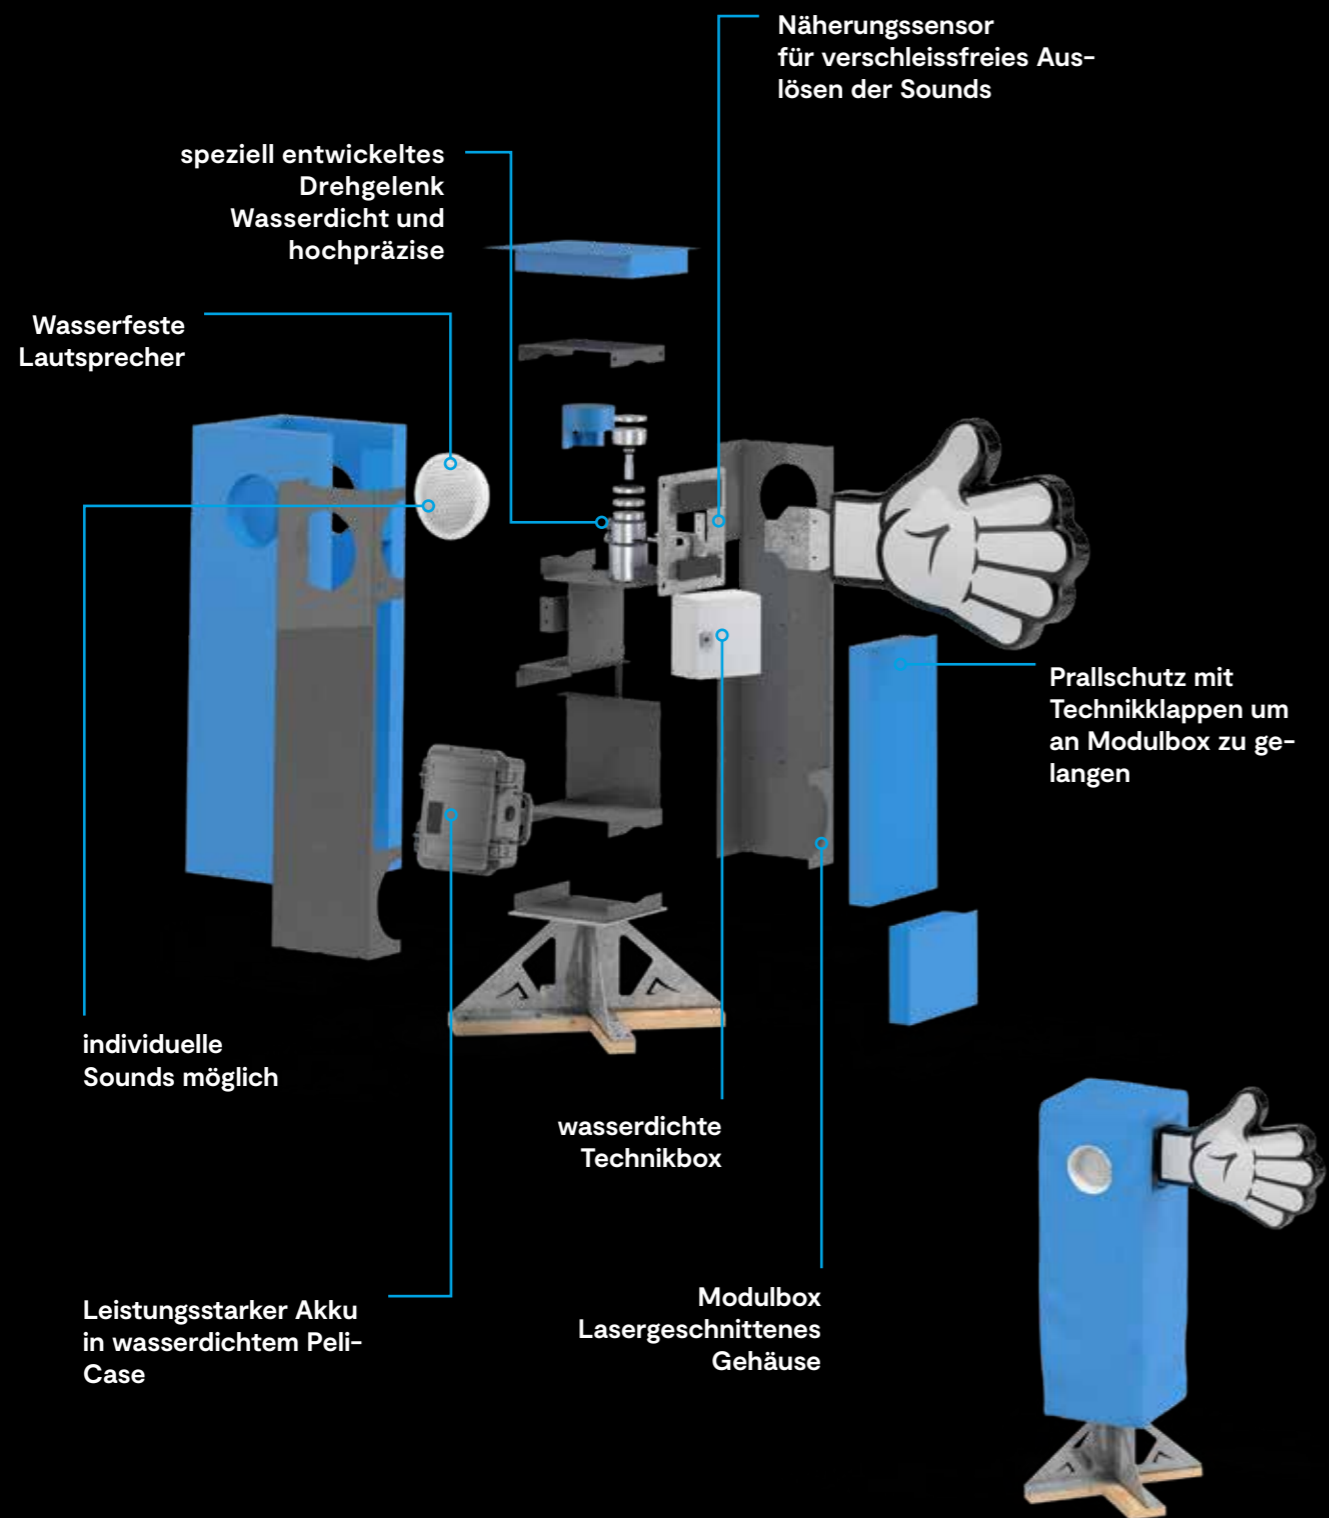 Näherungssensor
für verschleissfreies Aus-
lösen der Sounds
speziell entwickeltes
Drehgelenk
Wasserdicht und
hochpräzise
Wasserfeste
Lautsprecher
Prallschutz mit
Technikklappen um
an Modulbox zu ge-
langen
individuelle
Sounds möglich
wasserdichte
Technikbox
Leistungsstarker Akku
in wasserdichtem Peli-
Case
Modulbox
Lasergeschnittenes
Gehäuse